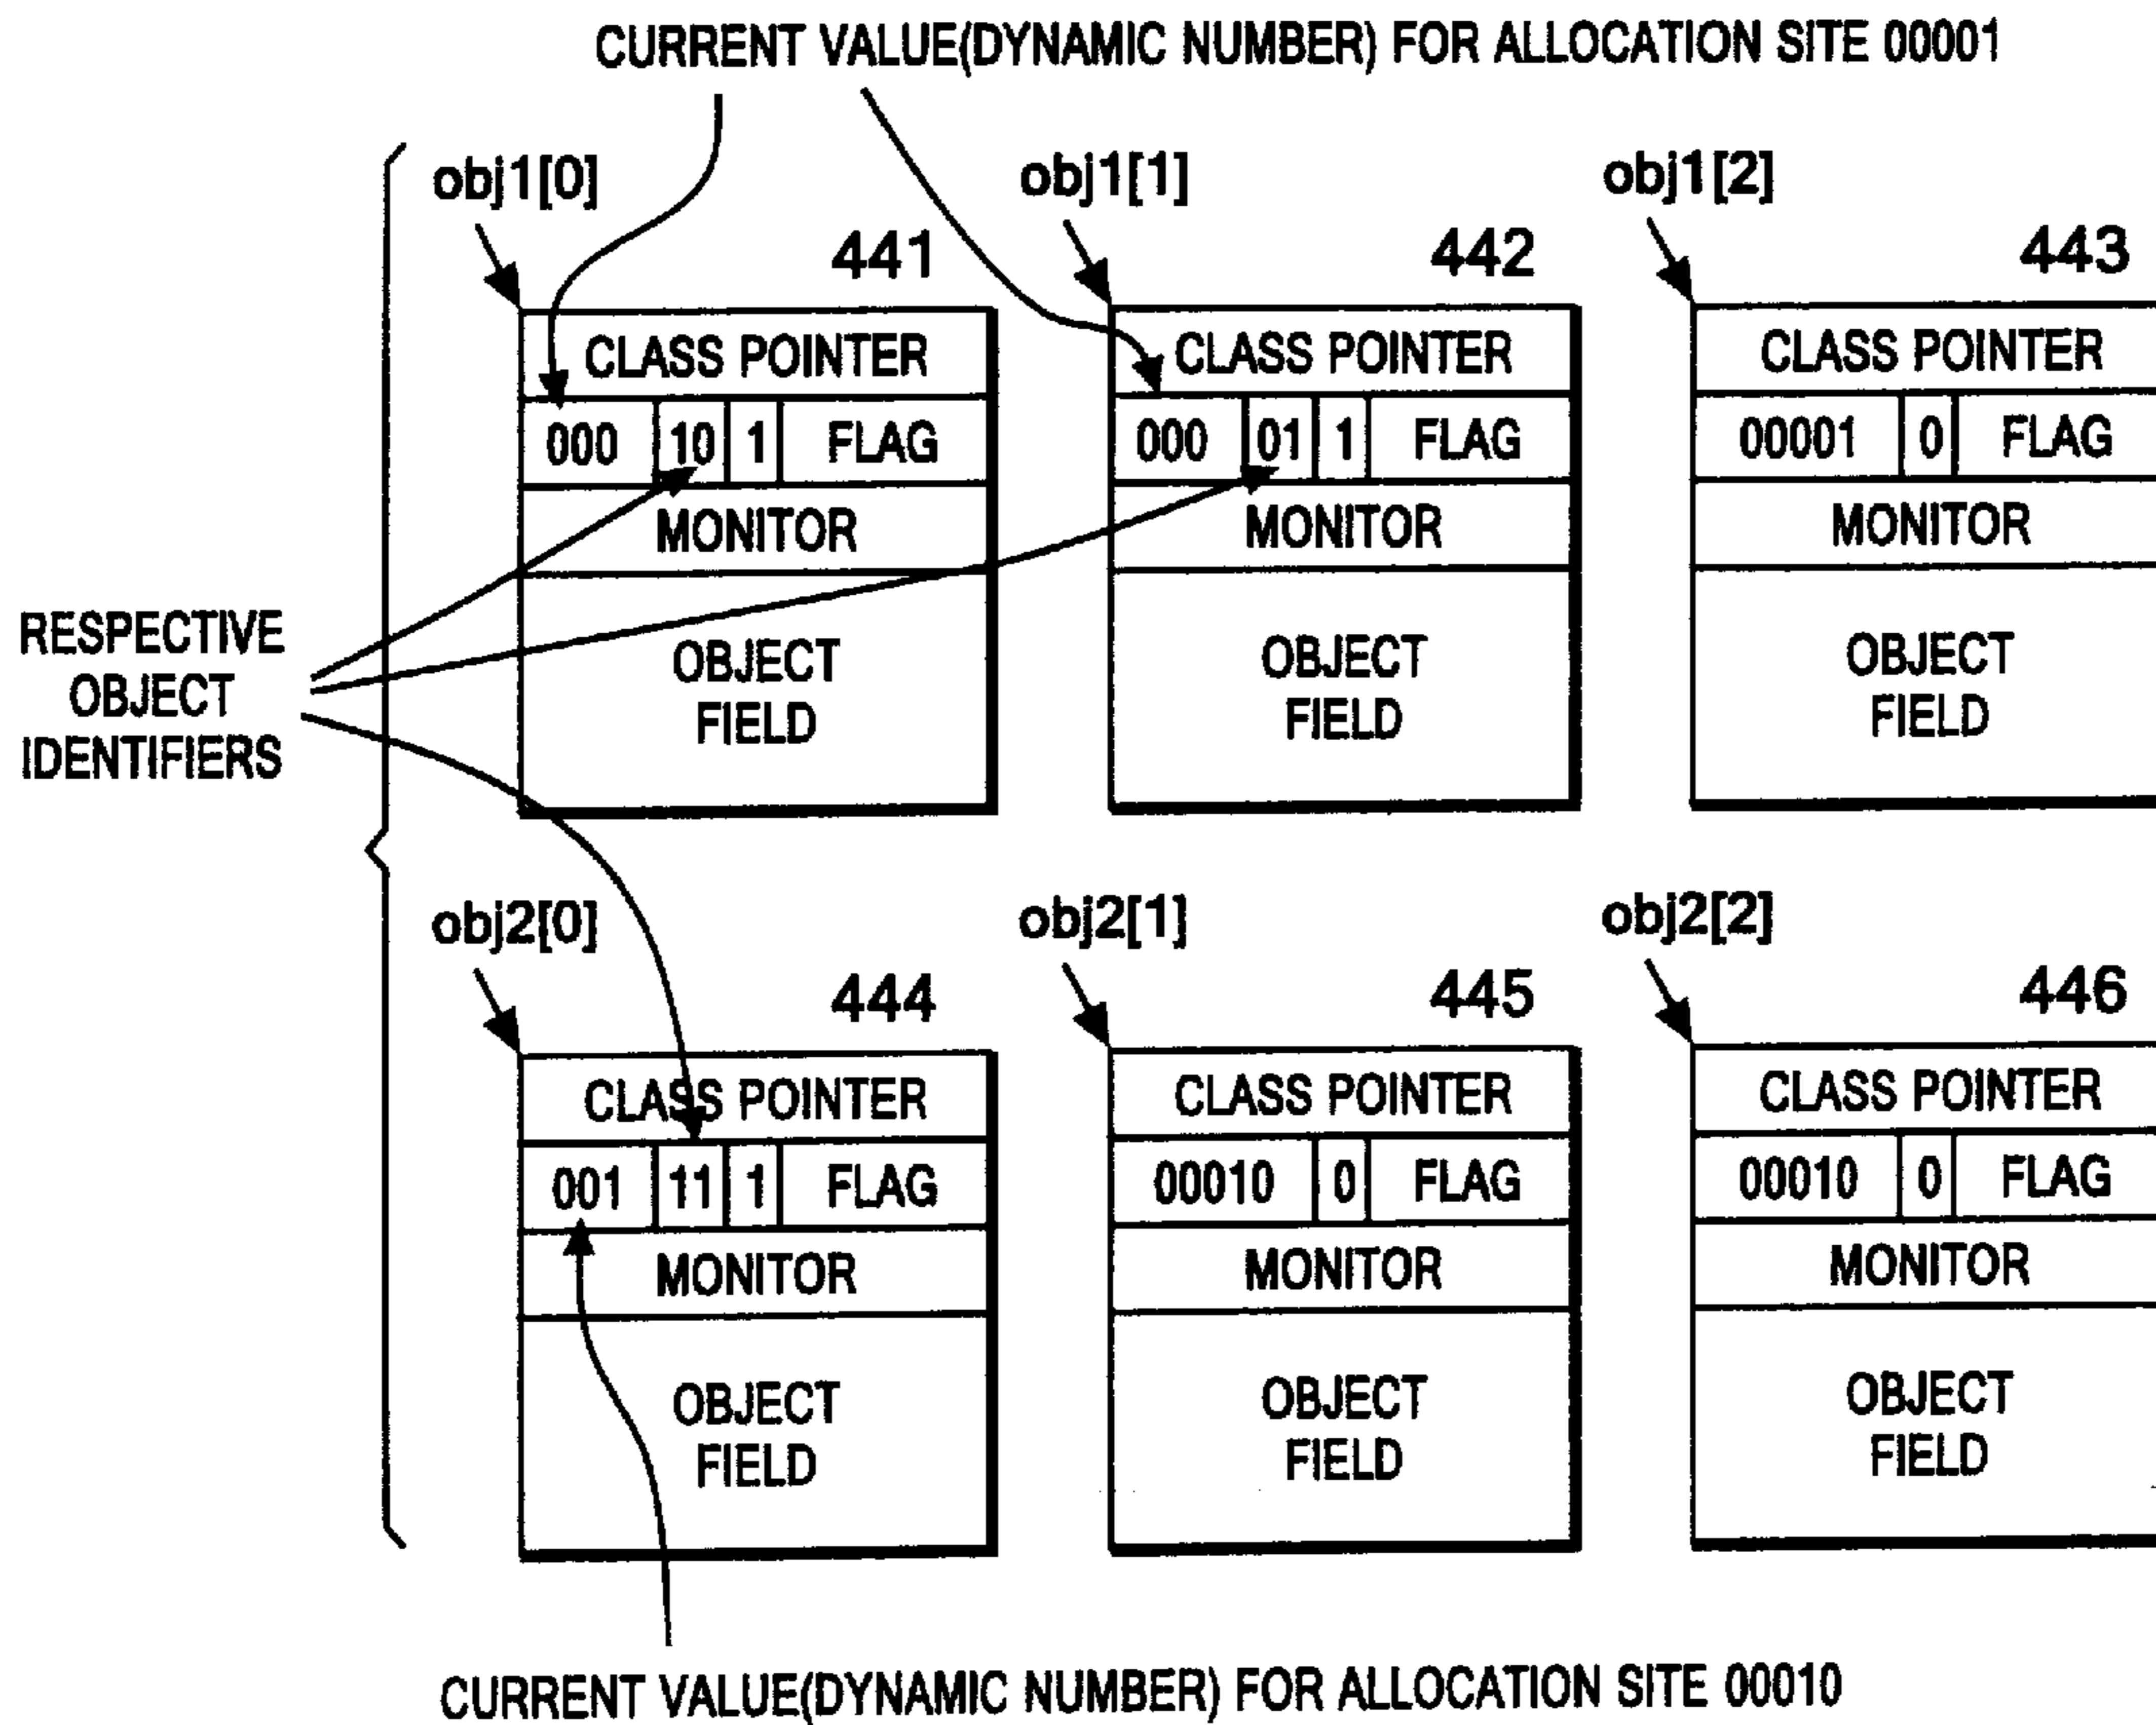 CURRENT VALUE(DYNAMIC NUMBER) FOR ALLOCATION SITE 00001
obj1[0] obj1[1] obj1[2]
441 442 443
CLASS POINTER CLASS POINTER CLASS POINTER
000 10 1 FLAG 000 01 1 FLAG 00001 0 FLAG
MONITOR MONITOR MONITOR
RESPECTIVE
OBJECT
IDENTIFIERS
OBJECT OBJECT OBJECT
FIELD FIELD FIELD
obj2[0] obj2[1] obj2[2]
444 445 446
CLASS POINTER CLASS POINTER CLASS POINTER
001 11 1 FLAG 00010 0 FLAG 00010 0 FLAG
MONITOR MONITOR MONITOR
OBJECT OBJECT OBJECT
FIELD FIELD FIELD
CURRENT VALUE(DYNAMIC NUMBER) FOR ALLOCATION SITE 00010